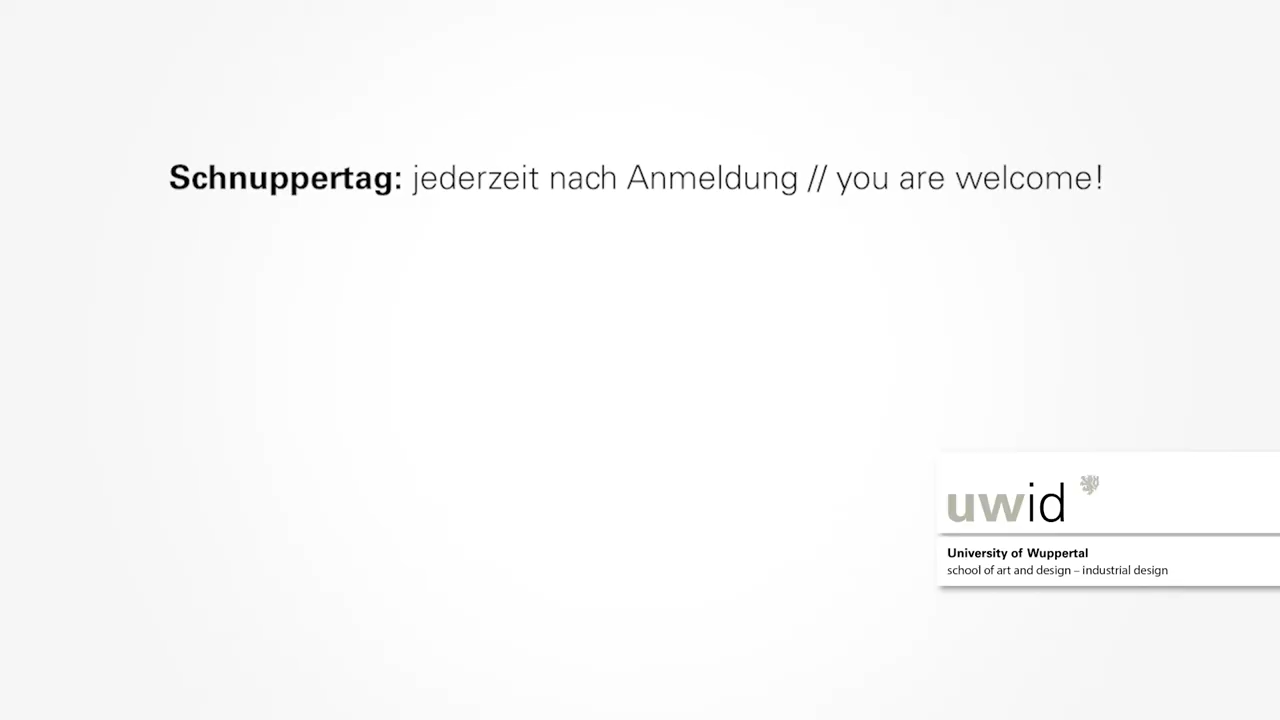 Schnuppertag: jederzeit nach Anmeldung // you are welcome!
uwid
University of Wuppertal
school of art and design – industrial design